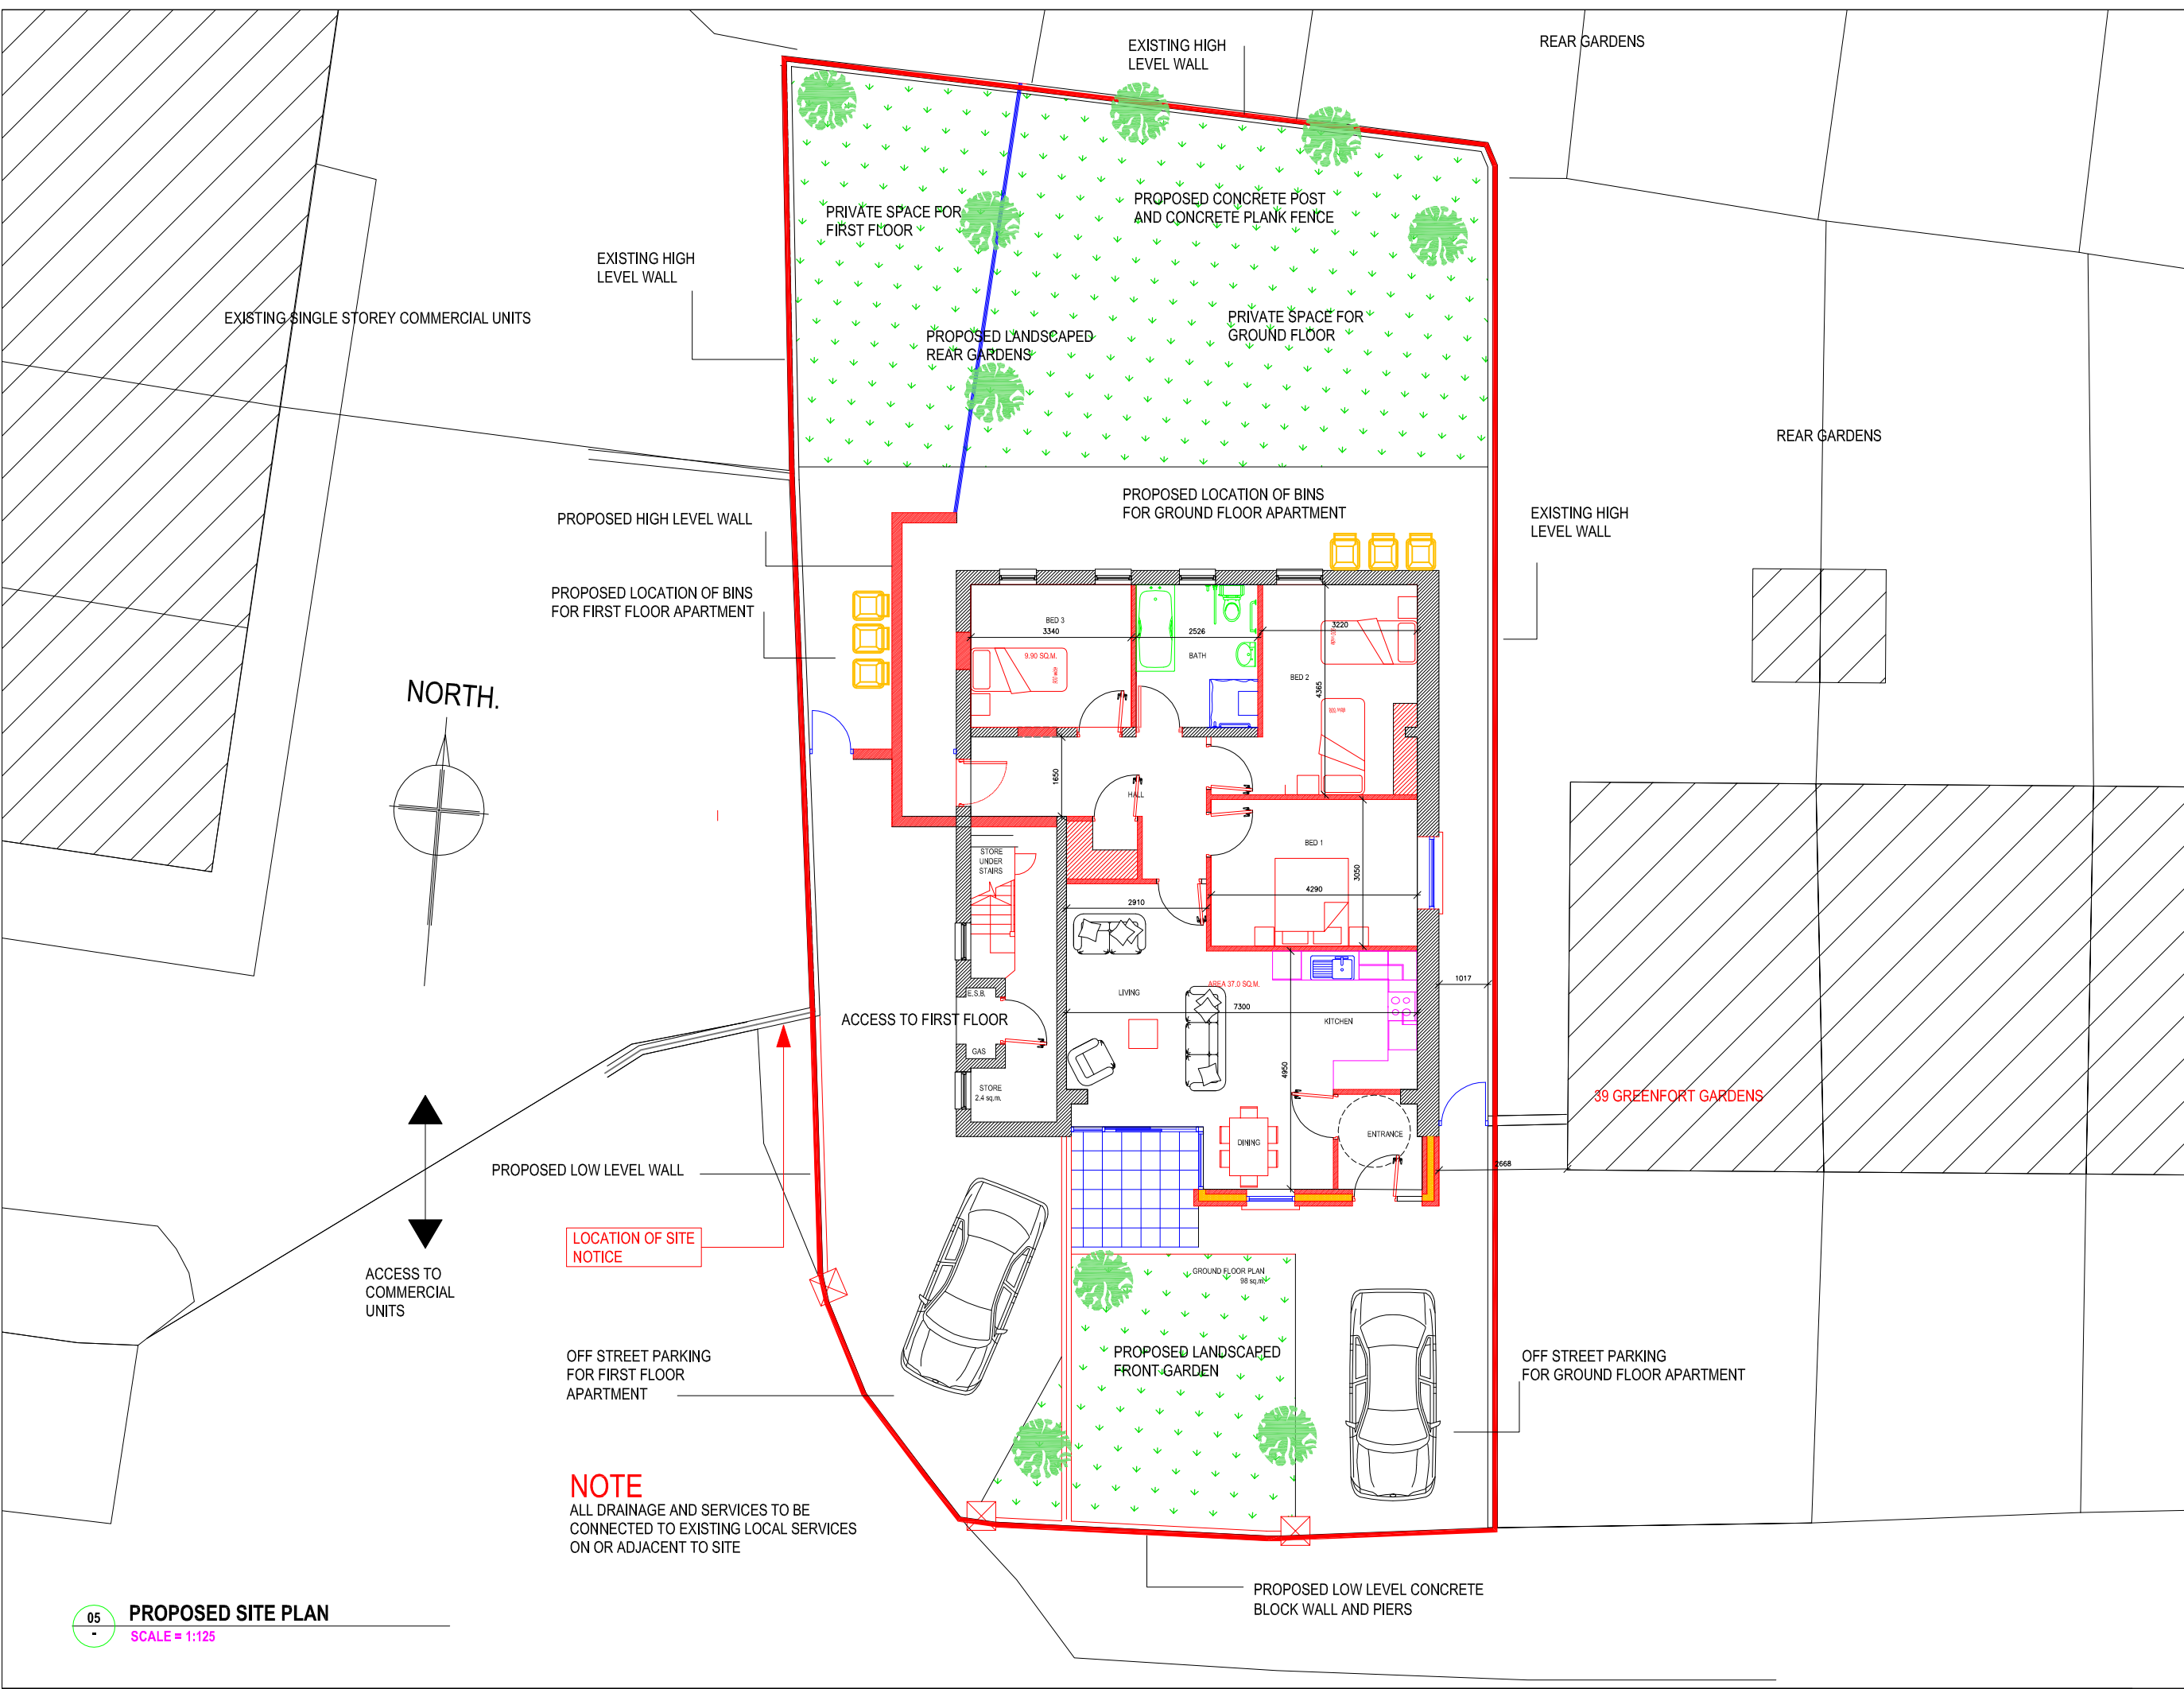 EXISTING HIGH
LEVEL WALL
REAR GARDENS
PRIVATE SPACE FOR
FIRST FLOOR
PROPOSED CONCRETE POST
AND CONCRETE PLANK FENCE
EXISTING HIGH
LEVEL WALL
EXISTING SINGLE STOREY COMMERCIAL UNITS
PROPOSED LANDSCAPED
REAR GARDENS
PRIVATE SPACE FOR
GROUND FLOOR
REAR GARDENS
PROPOSED LOCATION OF BINS
FOR GROUND FLOOR APARTMENT
PROPOSED HIGH LEVEL WALL
EXISTING HIGH
LEVEL WALL
PROPOSED LOCATION OF BINS
FOR FIRST FLOOR APARTMENT
BED 3
3340
9.90 SQ.M.
2526
BATH
3220
BED 2
4365
NORTH.
1650
HALL
STORE
UNDER
STAIRS
BED 1
3050
4290
2910
1017
E.S.B.
LIVING
AREA 37.0 SQ.M.
7300
KITCHEN
ACCESS TO FIRST FLOOR
GAS
4950
STORE
2.4 sq.m.
39 GREENFORT GARDENS
DINING
ENTRANCE
2668
PROPOSED LOW LEVEL WALL
LOCATION OF SITE
NOTICE
ACCESS TO
COMMERCIAL
UNITS
GROUND FLOOR PLAN
98 sq.m.
OFF STREET PARKING
FOR FIRST FLOOR
APARTMENT
PROPOSED LANDSCAPED
FRONT GARDEN
OFF STREET PARKING
FOR GROUND FLOOR APARTMENT
NOTE
ALL DRAINAGE AND SERVICES TO BE
CONNECTED TO EXISTING LOCAL SERVICES
ON OR ADJACENT TO SITE
PROPOSED LOW LEVEL CONCRETE
BLOCK WALL AND PIERS
05
-
PROPOSED SITE PLAN
SCALE = 1:125